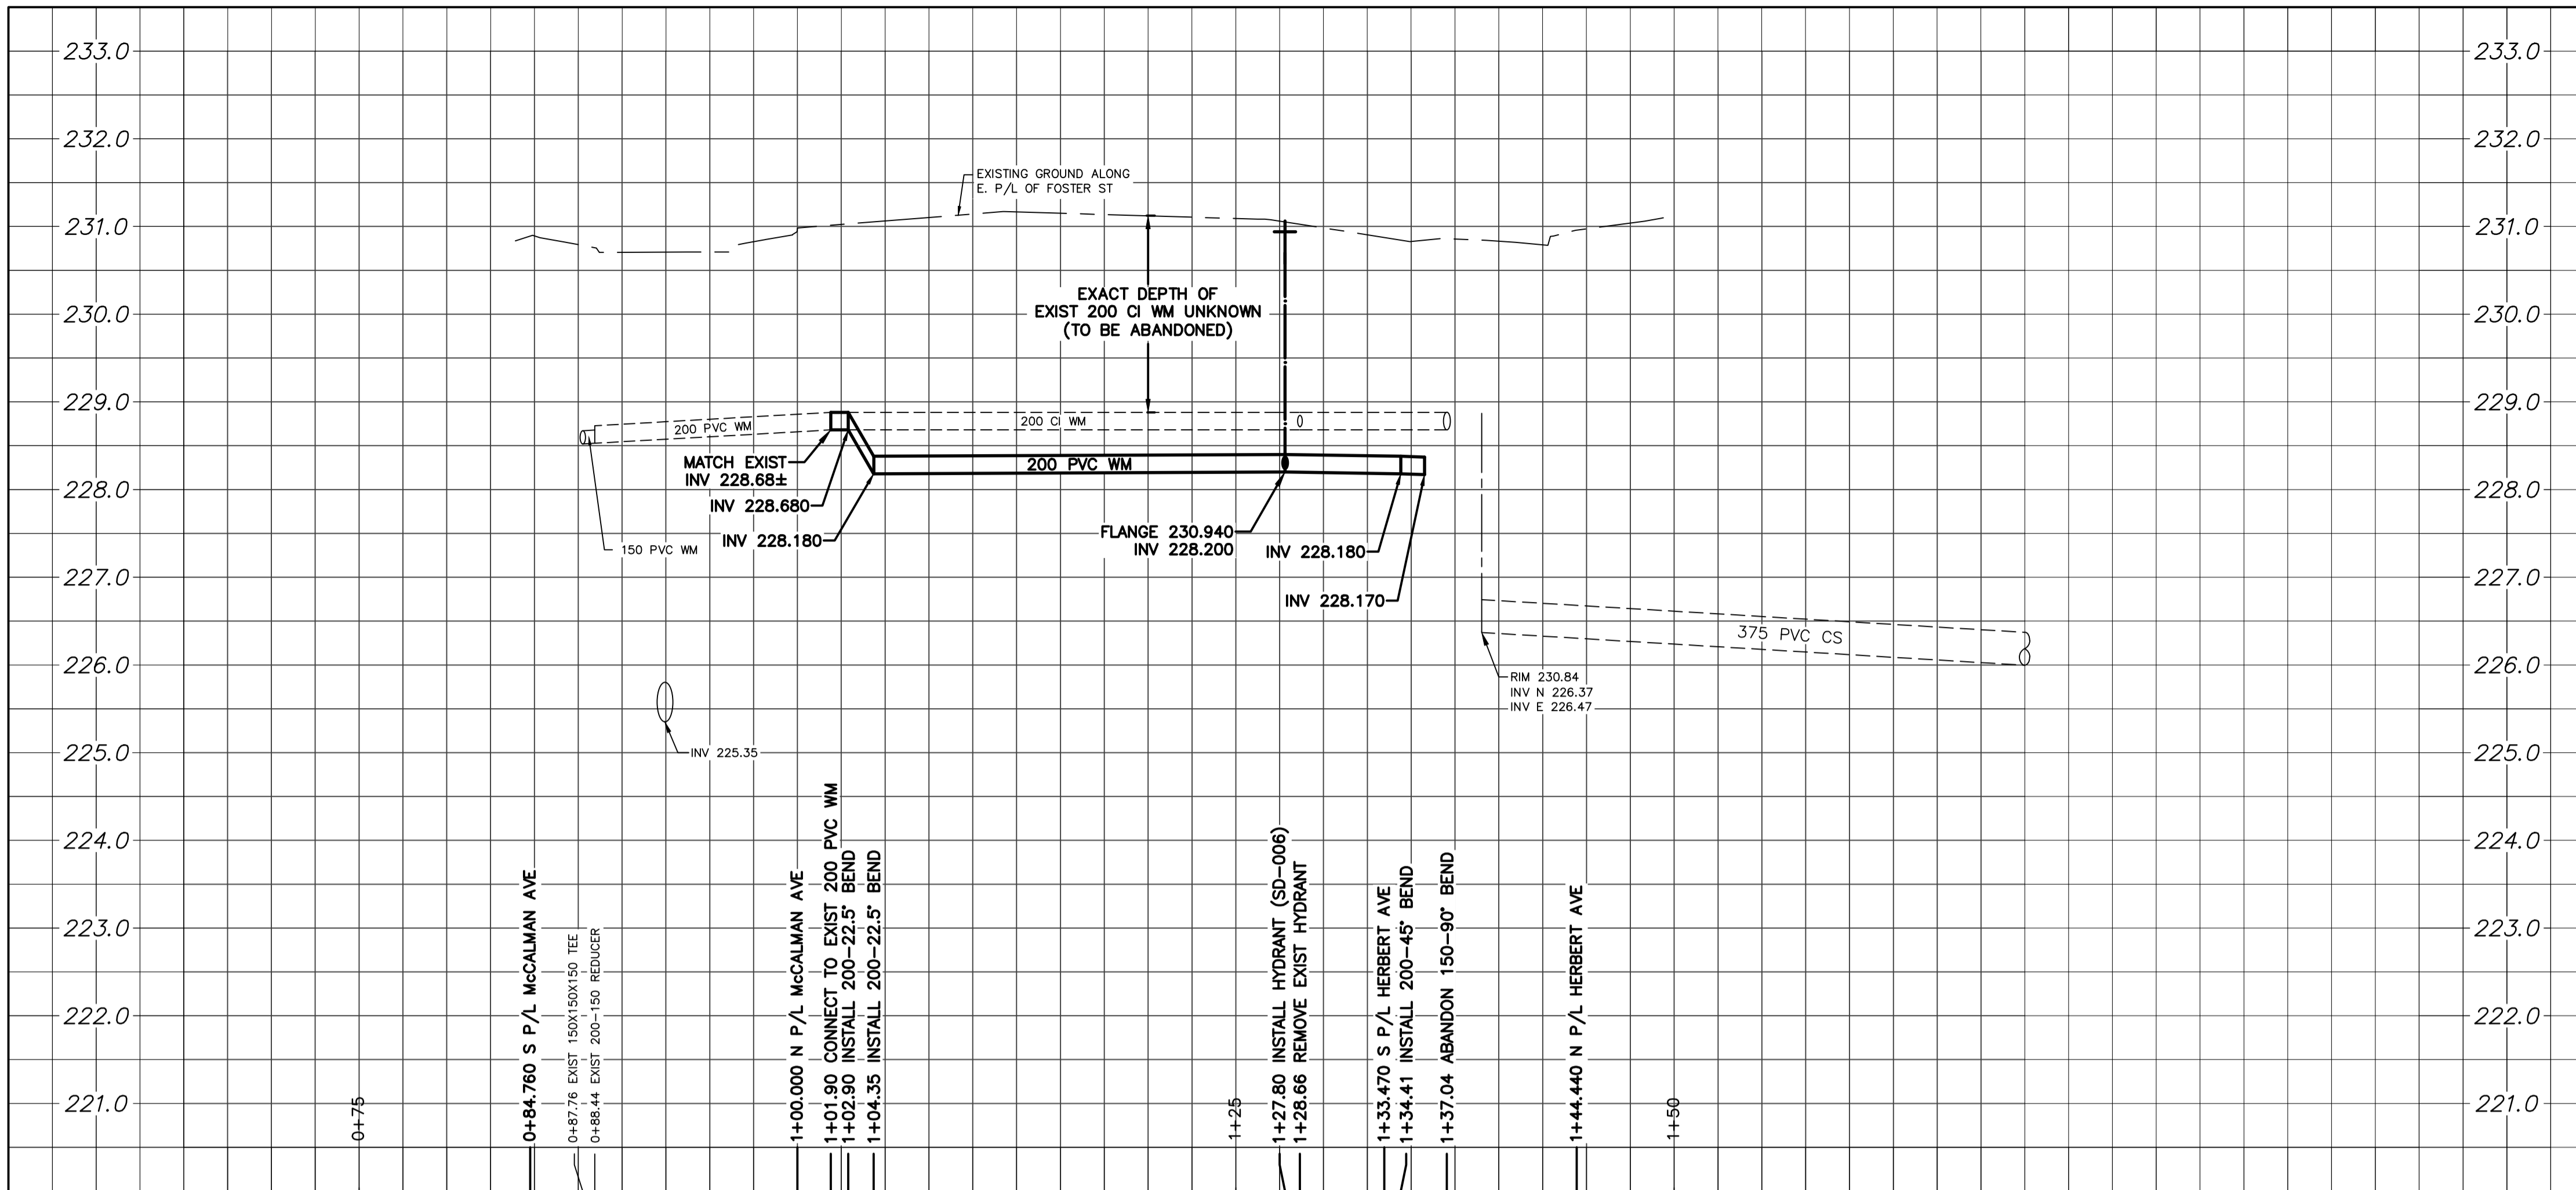 233.0
233.0
232.0
232.0
EXISTING GROUND ALONG
E. P/L OF FOSTER ST
231.0
231.0
EXACT DEPTH OF
EXIST 200 CI WM UNKNOWN
(TO BE ABANDONED)
230.0
230.0
229.0
229.0
200 PVC WM
200 CI WM
MATCH EXIST
INV 228.68±
200 PVC WM
INV 228.680
228.0
228.0
INV 228.180
FLANGE 230.940
INV 228.200
INV 228.180
150 PVC WM
227.0
227.0
INV 228.170
375 PVC CS
226.0
226.0
RIM 230.84
INV N 226.37
INV E 226.47
225.0
225.0
INV 225.35
224.0
224.0
223.0
223.0
222.0
222.0
221.0
221.0
0+75
0+84.760 S P/L McCALMAN AVE
0+87.76 EXIST 150X150X150 TEE
0+88.44 EXIST 200-150 REDUCER
1+00.000 N P/L McCALMAN AVE
1+01.90 CONNECT TO EXIST 200 PVC WM
1+02.90 INSTALL 200-22.5° BEND
1+04.35 INSTALL 200-22.5° BEND
1+25
1+27.80 INSTALL HYDRANT (SD-006)
1+28.66 REMOVE EXIST HYDRANT
1+33.470 S P/L HERBERT AVE
1+34.41 INSTALL 200-45° BEND
1+37.04 ABANDON 150-90° BEND
1+44.440 N P/L HERBERT AVE
1+50